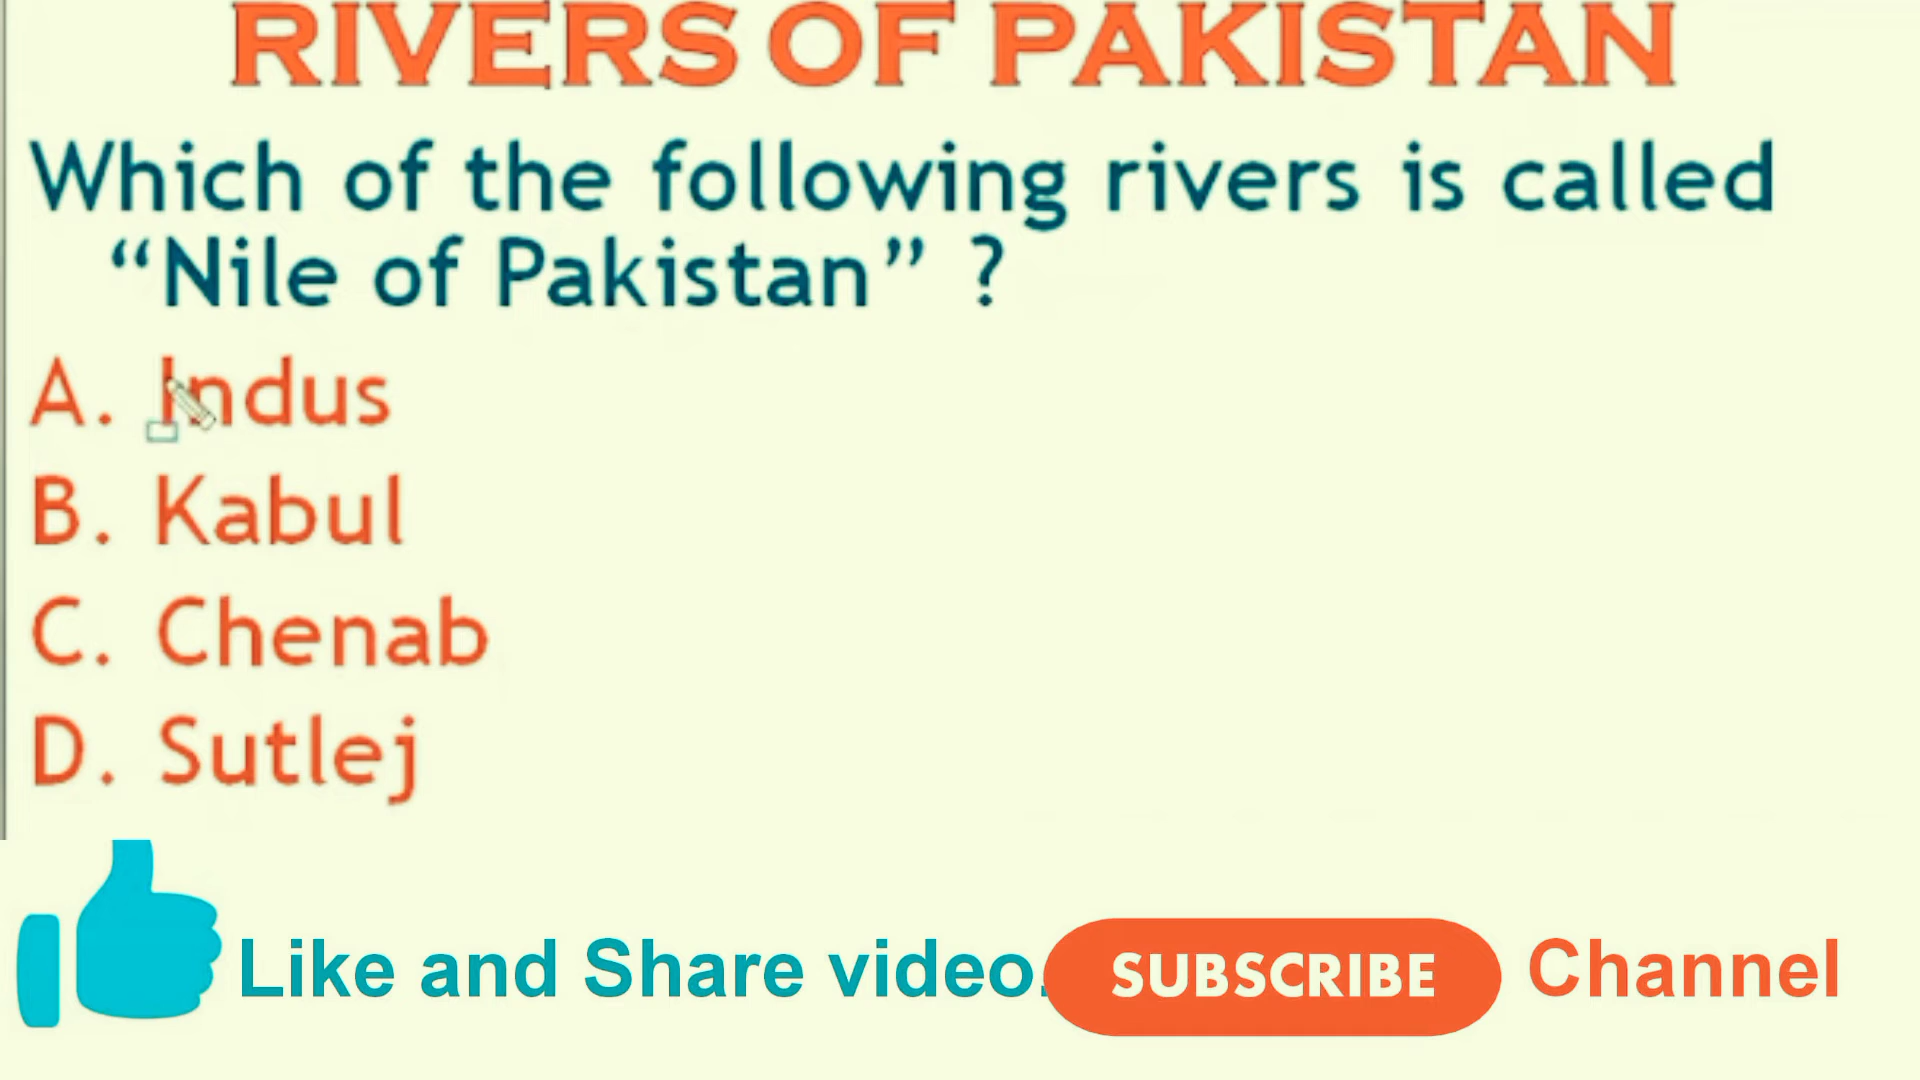 RIVERS OF PAKISTAN
Which of the following rivers is called
“Nile of Pakistan” ?
A. Indus
B. Kabul
C. Chenab
D. Sutlej
Like and Share video. SUBSCRIBE Channel